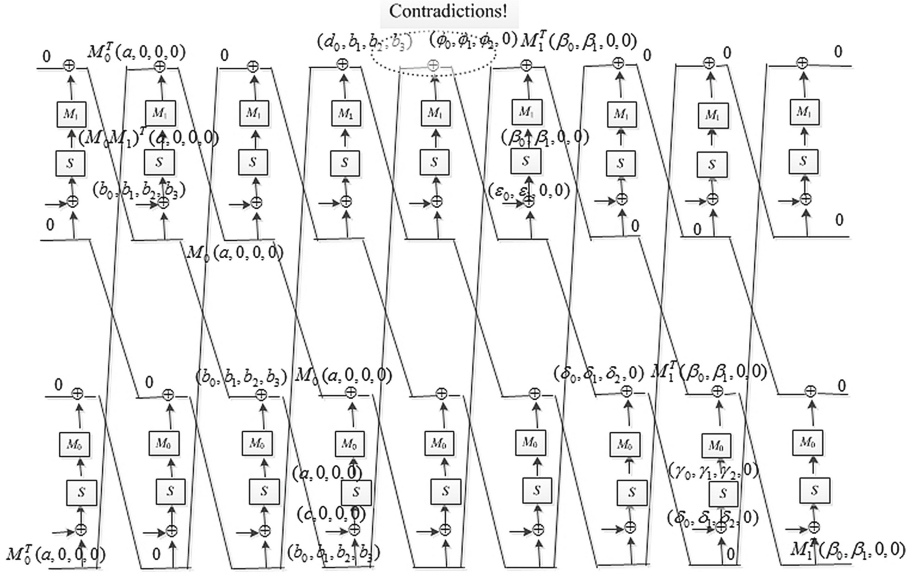 Contradictions!
0 M_0^T(a,0,0,0) 0 (d_0,b_1,b_2,b_3) (ϕ_0,ϕ_1,ϕ_2,0) M_1^T(β_0,β_1,0,0) 0 0 0
M_1 M_1 M_1 M_1 M_1 M_1 M_1 M_1 M_1
(M_0M_1)^T(a,0,0,0) (β_0,β_1,0,0)
S S S S S S S S S
(b_0,b_1,b_2,b_3) (ε_0,ε_1,0,0)
0 0 0 0
M_0(a,0,0,0)
0 0 (b_0,b_1,b_2,b_3) M_0(a,0,0,0) (δ_0,δ_1,δ_2,0) M_1^T(β_0,β_1,0,0) 0
M_0 M_0 M_0 M_0 M_0 M_0 M_0 M_0 M_0
(a,0,0,0) (γ_0,γ_1,γ_2,0)
S S S S S S S S S
(c,0,0,0) (δ_0,δ_1,δ_2,0)
M_0^T(a,0,0,0) 0 (b_0,b_1,b_2,b_3) 0 M_1^T(β_0,β_1,0,0)